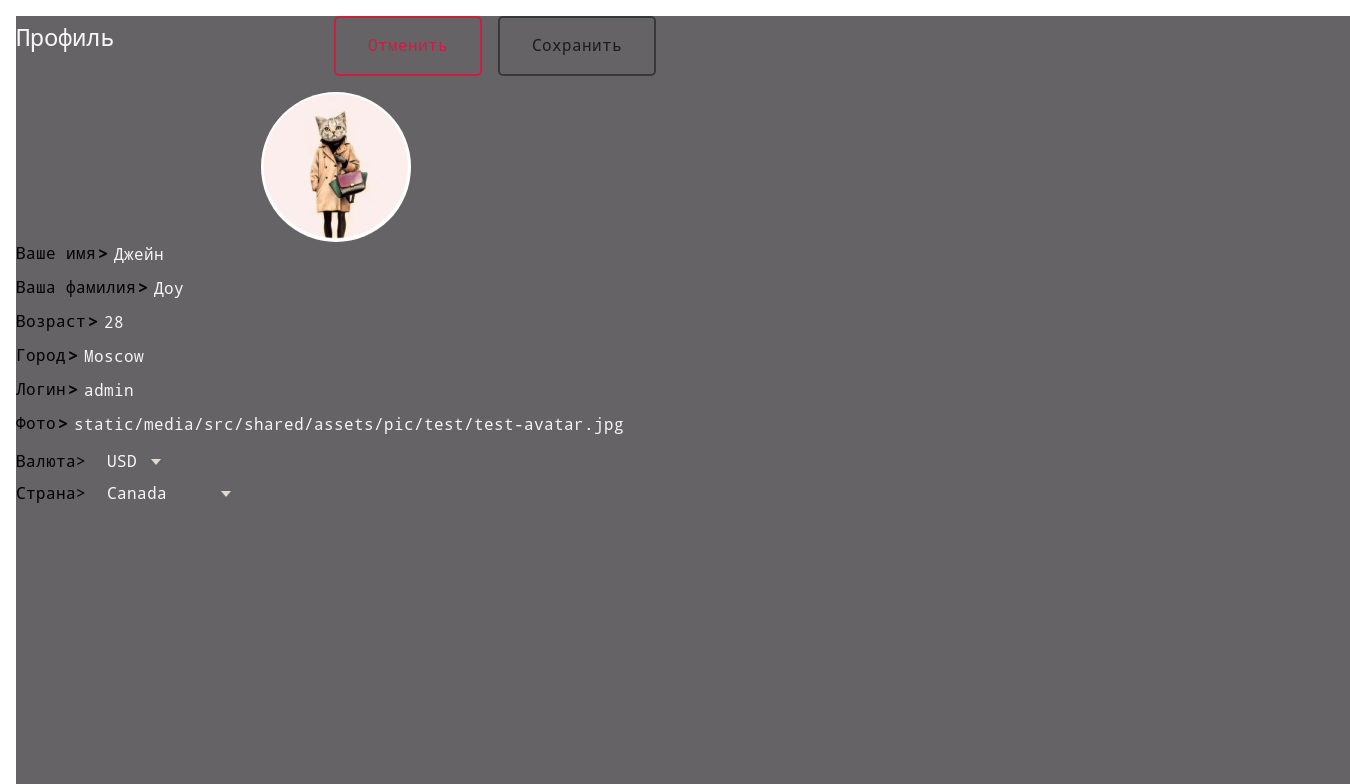 Профиль
Отменить
Сохранить
Ваше имя> Джейн
Ваша фамилия> Доу
Возраст> 28
Город> Moscow
Логин> admin
Фото> static/media/src/shared/assets/pic/test/test-avatar.jpg
Валюта> USD
Страна> Canada